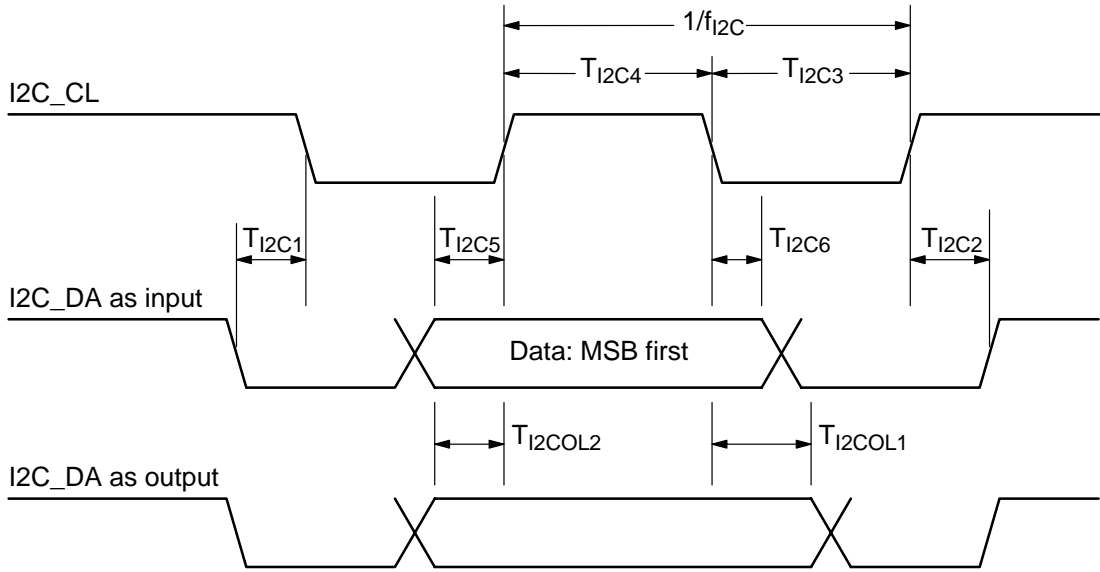 1/fI2C
TI2C4 TI2C3
I2C_CL
TI2C1 TI2C5 TI2C6 TI2C2
I2C_DA as input
Data: MSB first
TI2COL2 TI2COL1
I2C_DA as output